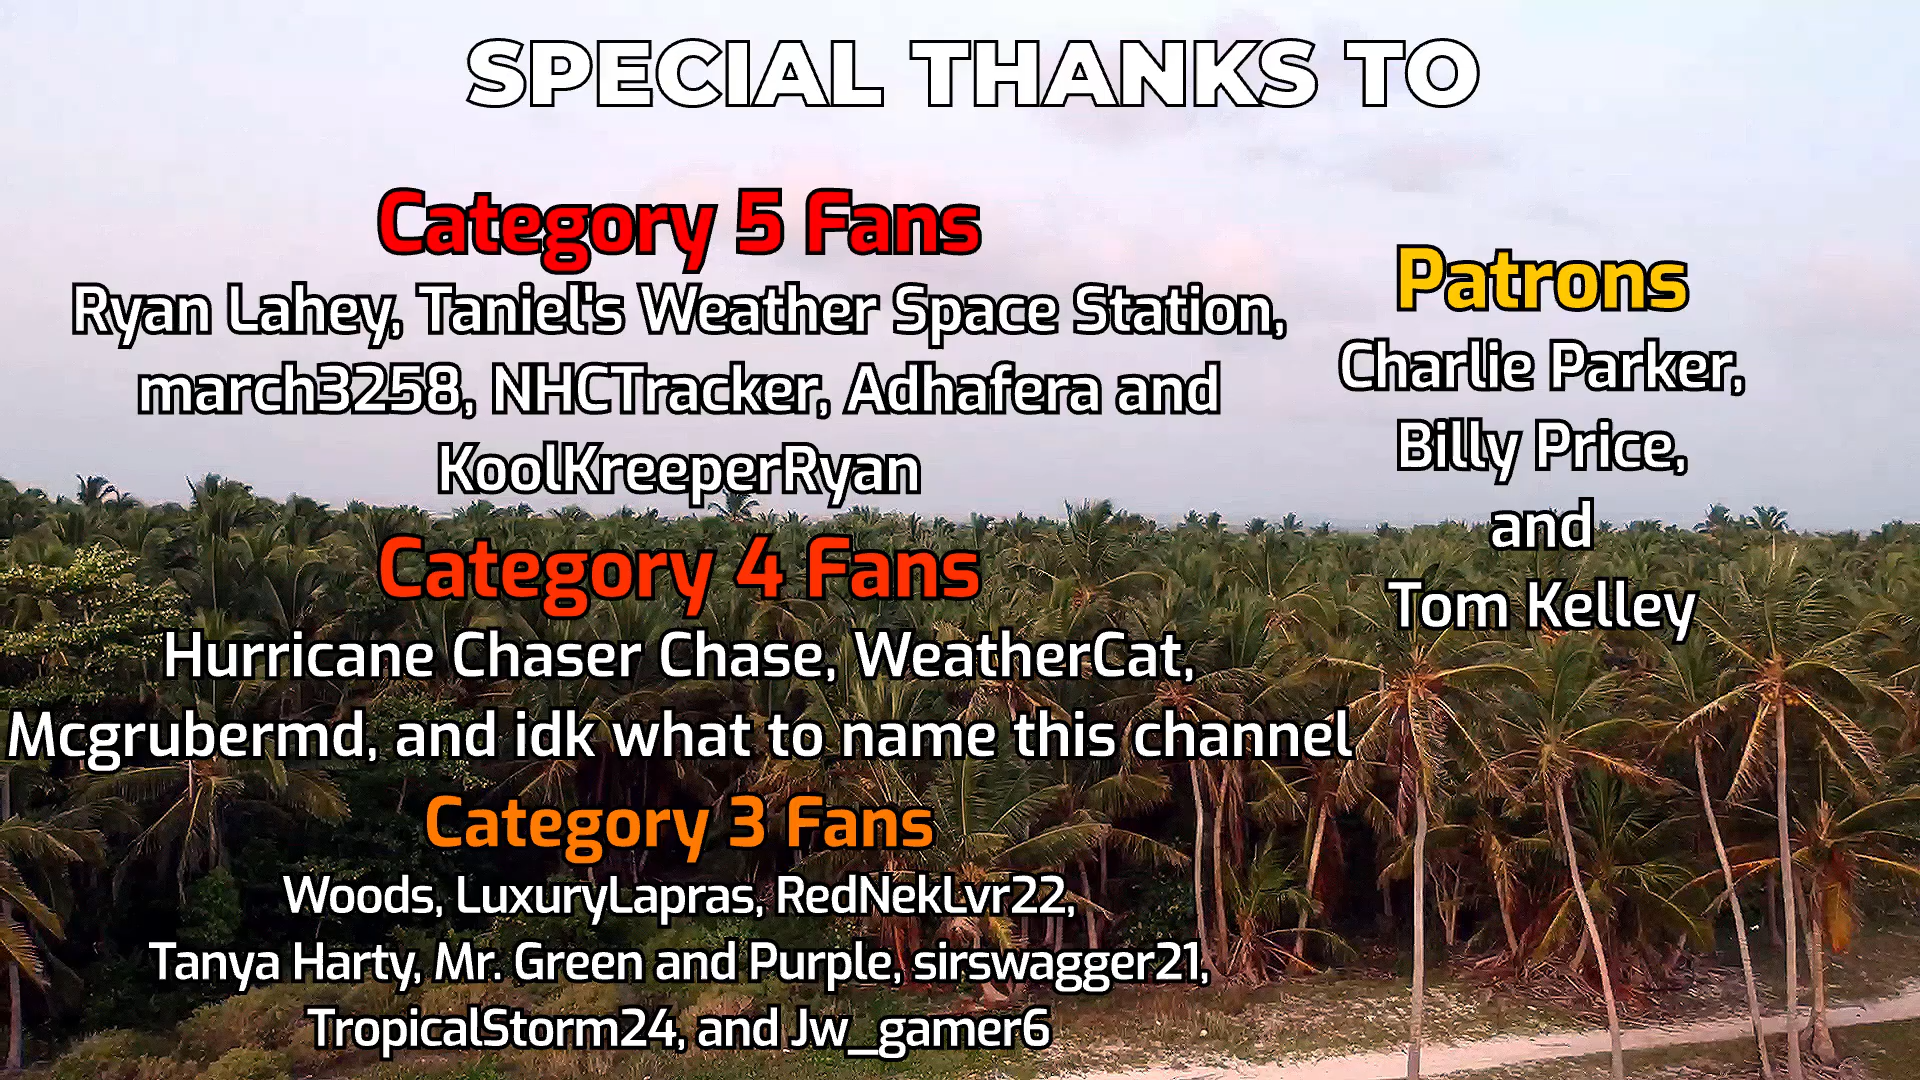 SPECIAL THANKS TO
Category 5 Fans
Ryan Lahey, Taniel's Weather Space Station,
march3258, NHCTracker, Adhafera and
KoolKreeperRyan
Category 4 Fans
Hurricane Chaser Chase, WeatherCat,
Mcgrubermd, and idk what to name this channel
Category 3 Fans
Woods, LuxuryLapras, RedNekLvr22,
Tanya Harty, Mr. Green and Purple, sirswagger21,
TropicalStorm24, and Jw_gamer6
Patrons
Charlie Parker,
Billy Price,
and
Tom Kelley